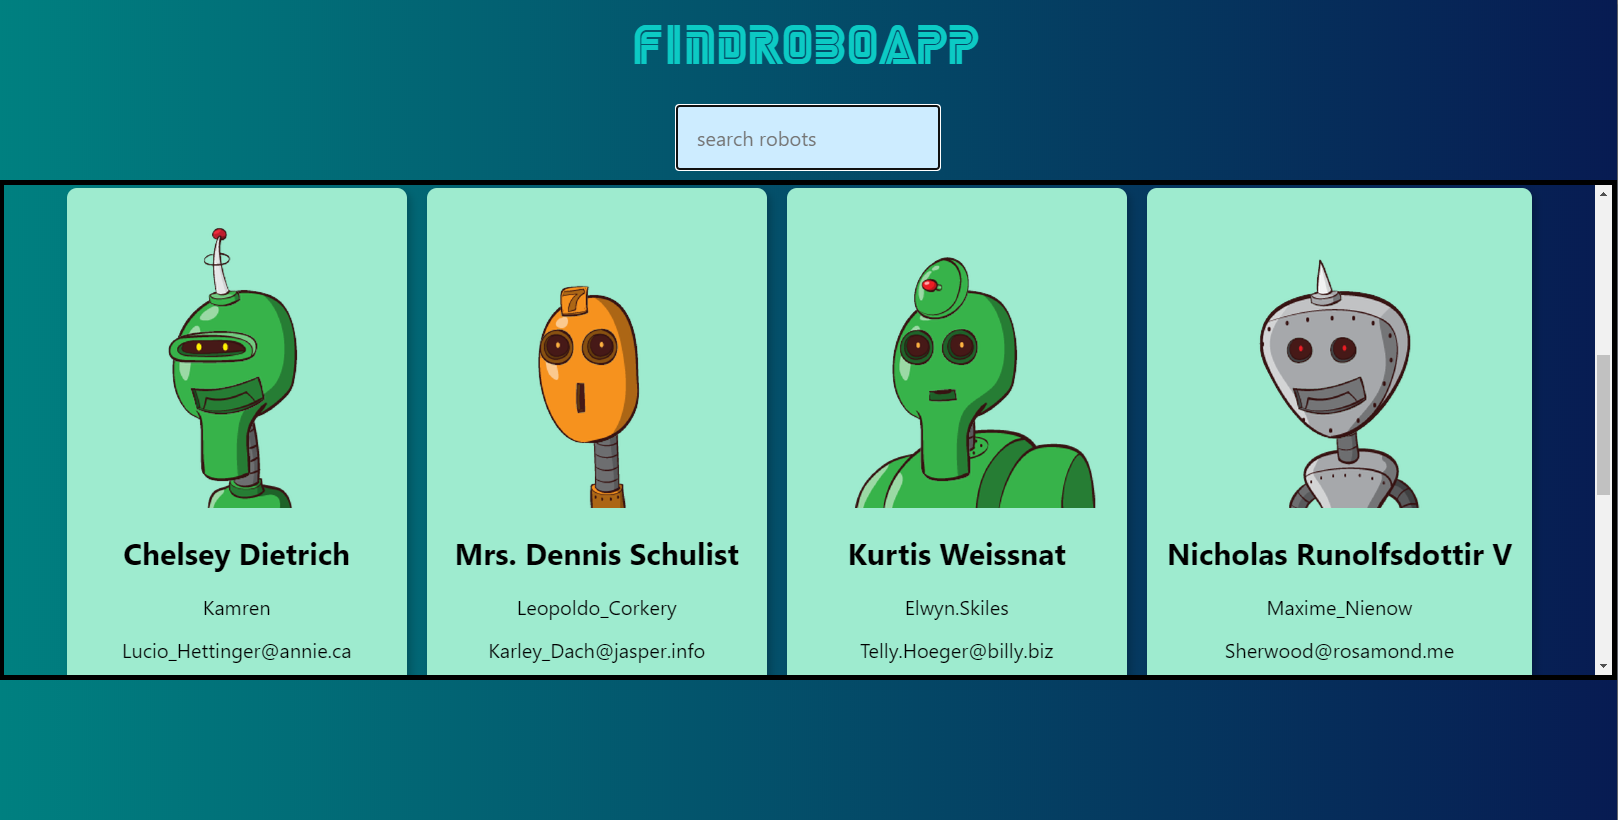 FINDROBOAPP
search robots
7
Chelsey Dietrich
Kamren
Lucio_Hettinger@annie.ca
Mrs. Dennis Schulist
Leopoldo_Corkery
Karley_Dach@jasper.info
Kurtis Weissnat
Elwyn.Skiles
Telly.Hoeger@billy.biz
Nicholas Runolfsdottir V
Maxime_Nienow
Sherwood@rosamond.me